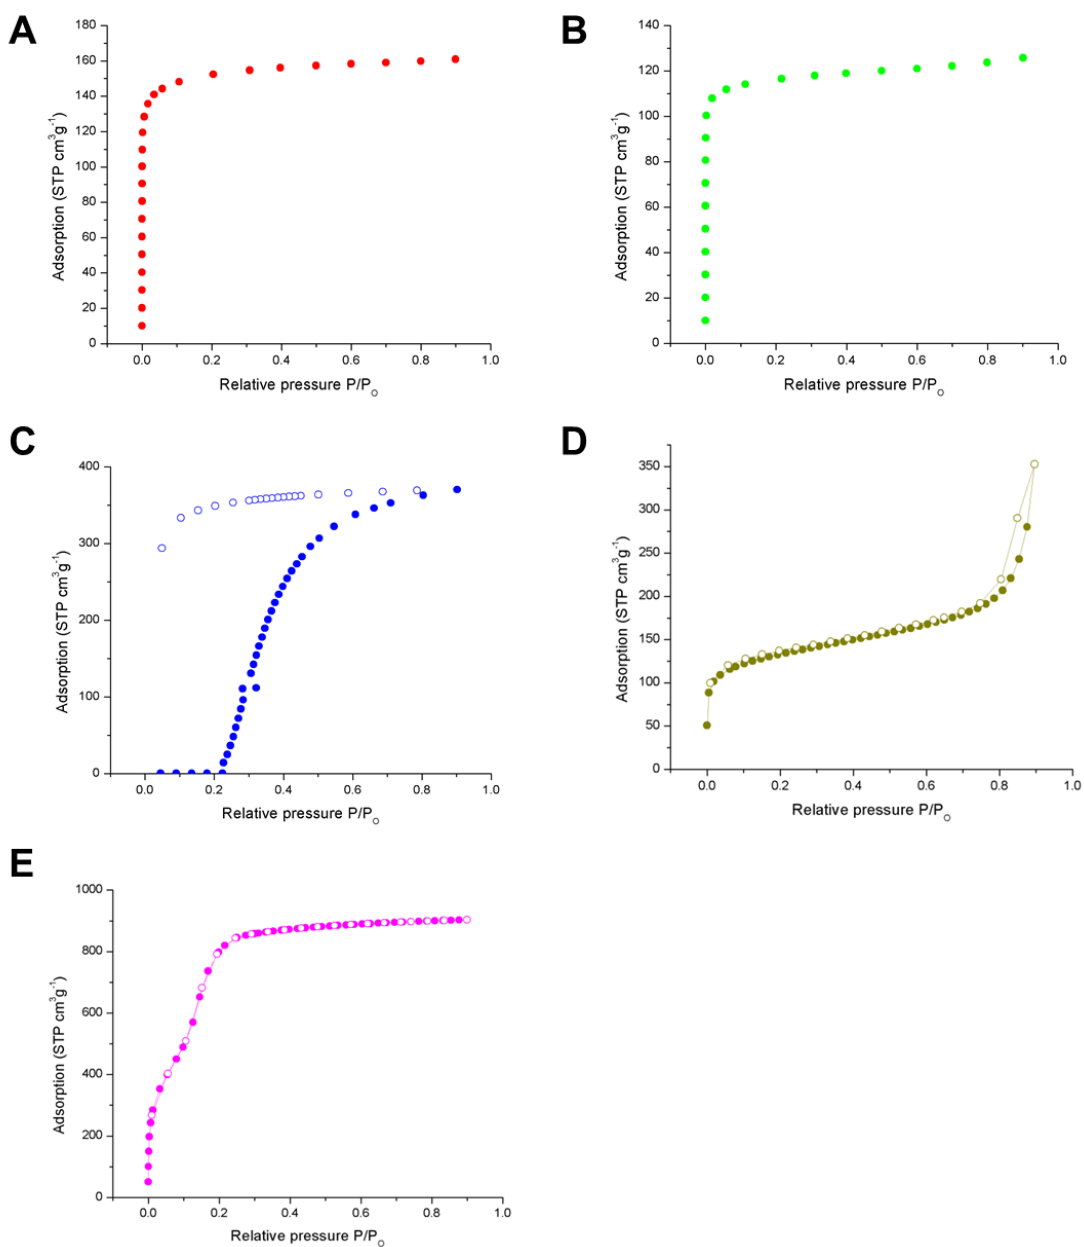 A
180
160
140
120
100
80
60
40
20
0
Adsorption (STP cm³g⁻¹)
0.0 0.2 0.4 0.6 0.8 1.0
Relative pressure P/P₀
B
140
120
100
80
60
40
20
0
Adsorption (STP cm³g⁻¹)
0.0 0.2 0.4 0.6 0.8 1.0
Relative pressure P/P₀
C
400
300
200
100
0
Adsorption (STP cm³g⁻¹)
0.0 0.2 0.4 0.6 0.8 1.0
Relative pressure P/P₀
D
350
300
250
200
150
100
50
0
Adsorption (STP cm³g⁻¹)
0.0 0.2 0.4 0.6 0.8 1.0
Relative pressure P/P₀
E
1000
800
600
400
200
0
Adsorption (STP cm³g⁻¹)
0.0 0.2 0.4 0.6 0.8 1.0
Relative pressure P/P₀